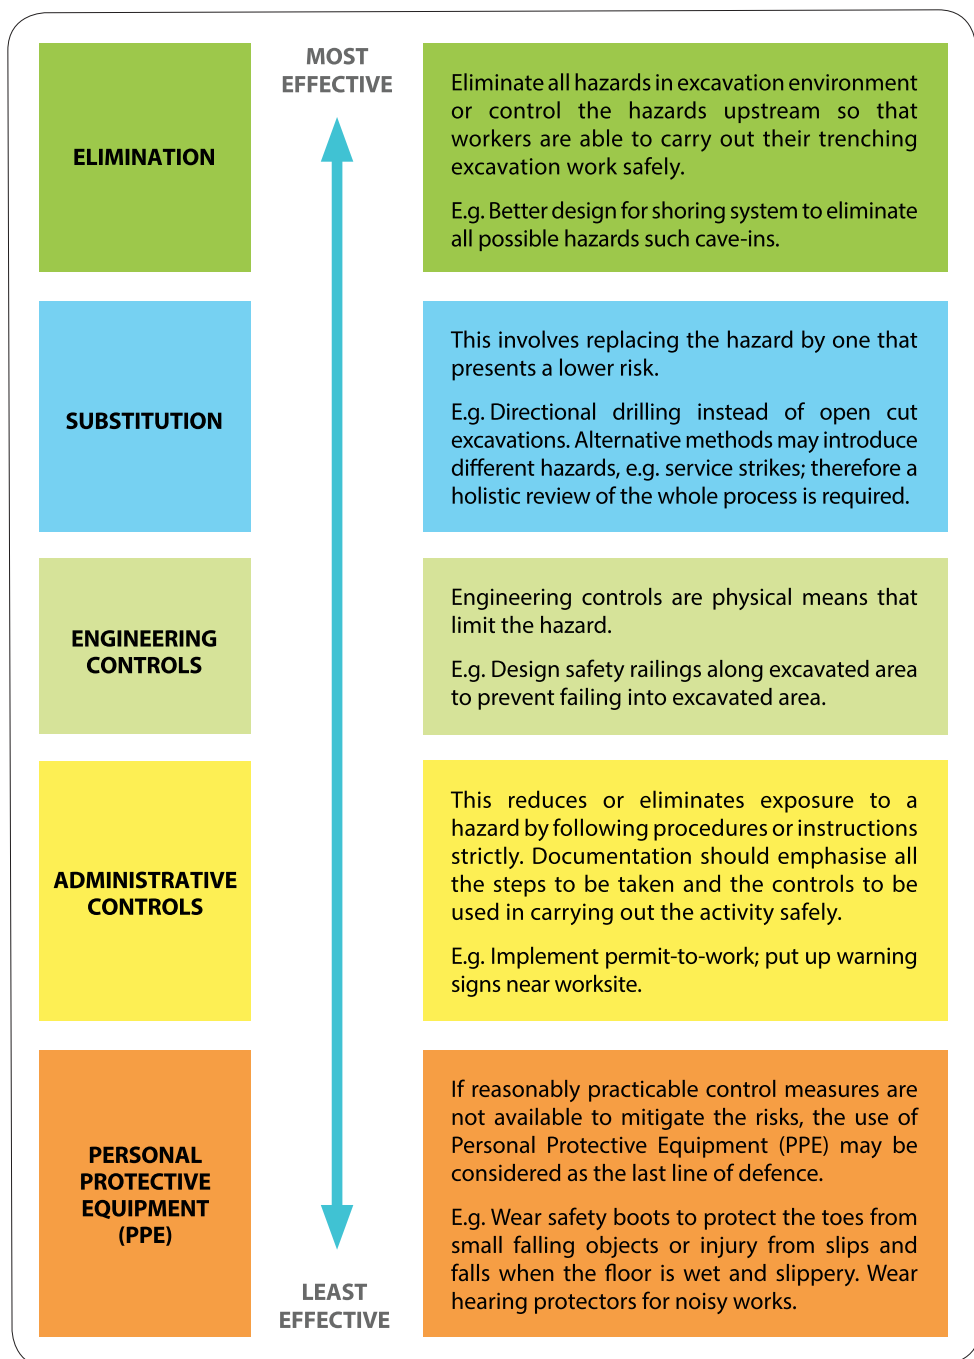 MOST
EFFECTIVE
ELIMINATION
Eliminate all hazards in excavation environment
or control the hazards upstream so that
workers are able to carry out their trenching
excavation work safely.
E.g. Better design for shoring system to eliminate
all possible hazards such cave-ins.
SUBSTITUTION
This involves replacing the hazard by one that
presents a lower risk.
E.g. Directional drilling instead of open cut
excavations. Alternative methods may introduce
different hazards, e.g. service strikes; therefore a
holistic review of the whole process is required.
ENGINEERING
CONTROLS
Engineering controls are physical means that
limit the hazard.
E.g. Design safety railings along excavated area
to prevent failing into excavated area.
ADMINISTRATIVE
CONTROLS
This reduces or eliminates exposure to a
hazard by following procedures or instructions
strictly. Documentation should emphasise all
the steps to be taken and the controls to be
used in carrying out the activity safely.
E.g. Implement permit-to-work; put up warning
signs near worksite.
PERSONAL
PROTECTIVE
EQUIPMENT
(PPE)
If reasonably practicable control measures are
not available to mitigate the risks, the use of
Personal Protective Equipment (PPE) may be
considered as the last line of defence.
E.g. Wear safety boots to protect the toes from
small falling objects or injury from slips and
falls when the floor is wet and slippery. Wear
hearing protectors for noisy works.
LEAST
EFFECTIVE